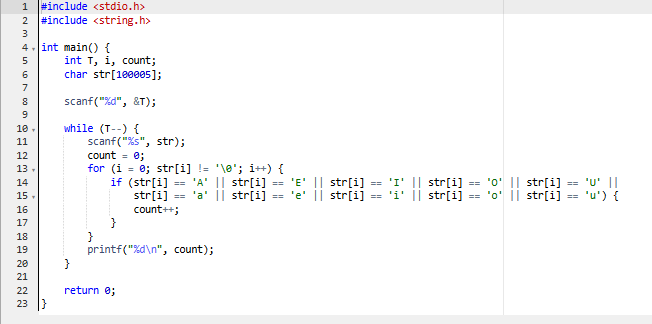 1 #include <stdio.h>
2 #include <string.h>
3
4 int main() {
5     int T, i, count;
6     char str[100005];
7
8     scanf("%d", &T);
9
10     while (T--) {
11         scanf("%s", str);
12         count = 0;
13         for (i = 0; str[i] != '\0'; i++) {
14             if (str[i] == 'A' || str[i] == 'E' || str[i] == 'I' || str[i] == 'O' || str[i] == 'U' ||
15                 str[i] == 'a' || str[i] == 'e' || str[i] == 'i' || str[i] == 'o' || str[i] == 'u') {
16                 count++;
17             }
18         }
19         printf("%d\n", count);
20     }
21
22     return 0;
23 }